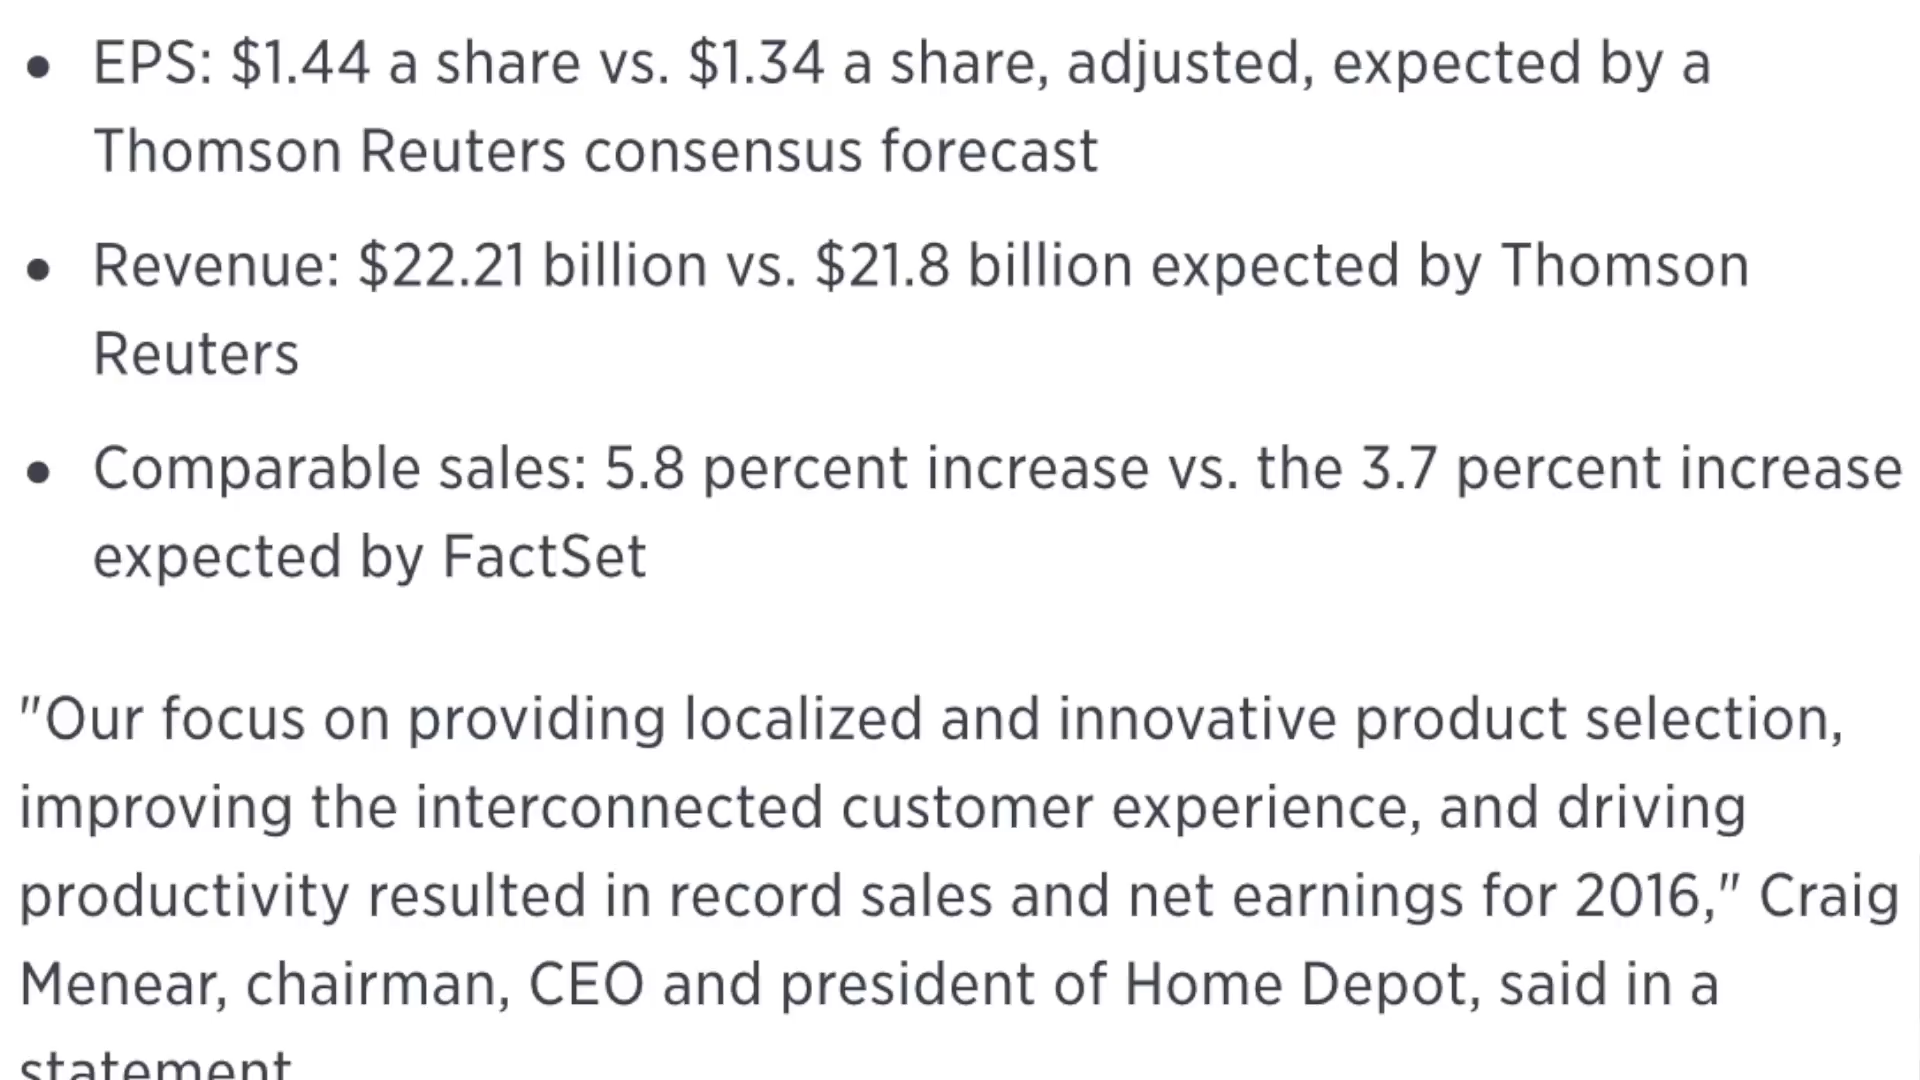 • EPS: $1.44 a share vs. $1.34 a share, adjusted, expected by a
Thomson Reuters consensus forecast
• Revenue: $22.21 billion vs. $21.8 billion expected by Thomson
Reuters
• Comparable sales: 5.8 percent increase vs. the 3.7 percent increase
expected by FactSet
"Our focus on providing localized and innovative product selection,
improving the interconnected customer experience, and driving
productivity resulted in record sales and net earnings for 2016," Craig
Menear, chairman, CEO and president of Home Depot, said in a
statement